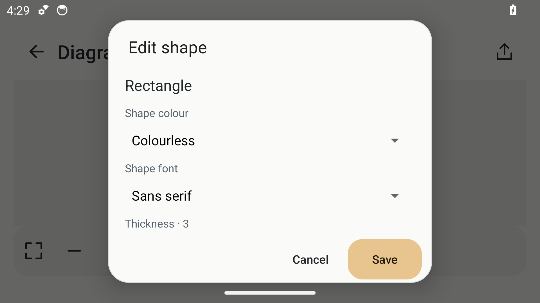 4:29
Diagra
Edit shape
Rectangle
Shape colour
Colourless
Shape font
Sans serif
Thickness · 3
Cancel
Save